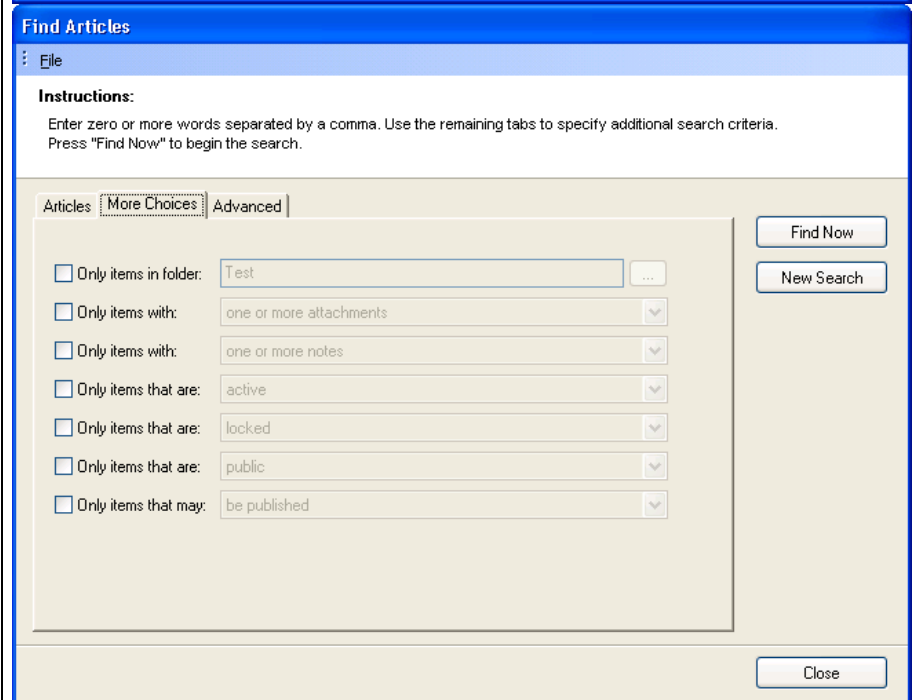 Find Articles
File
Instructions:
Enter zero or more words separated by a comma. Use the remaining tabs to specify additional search criteria.
Press "Find Now" to begin the search.
Articles More Choices Advanced
Find Now
New Search
Only items in folder: Test ...
Only items with: one or more attachments
Only items with: one or more notes
Only items that are: active
Only items that are: locked
Only items that are: public
Only items that may: be published
Close